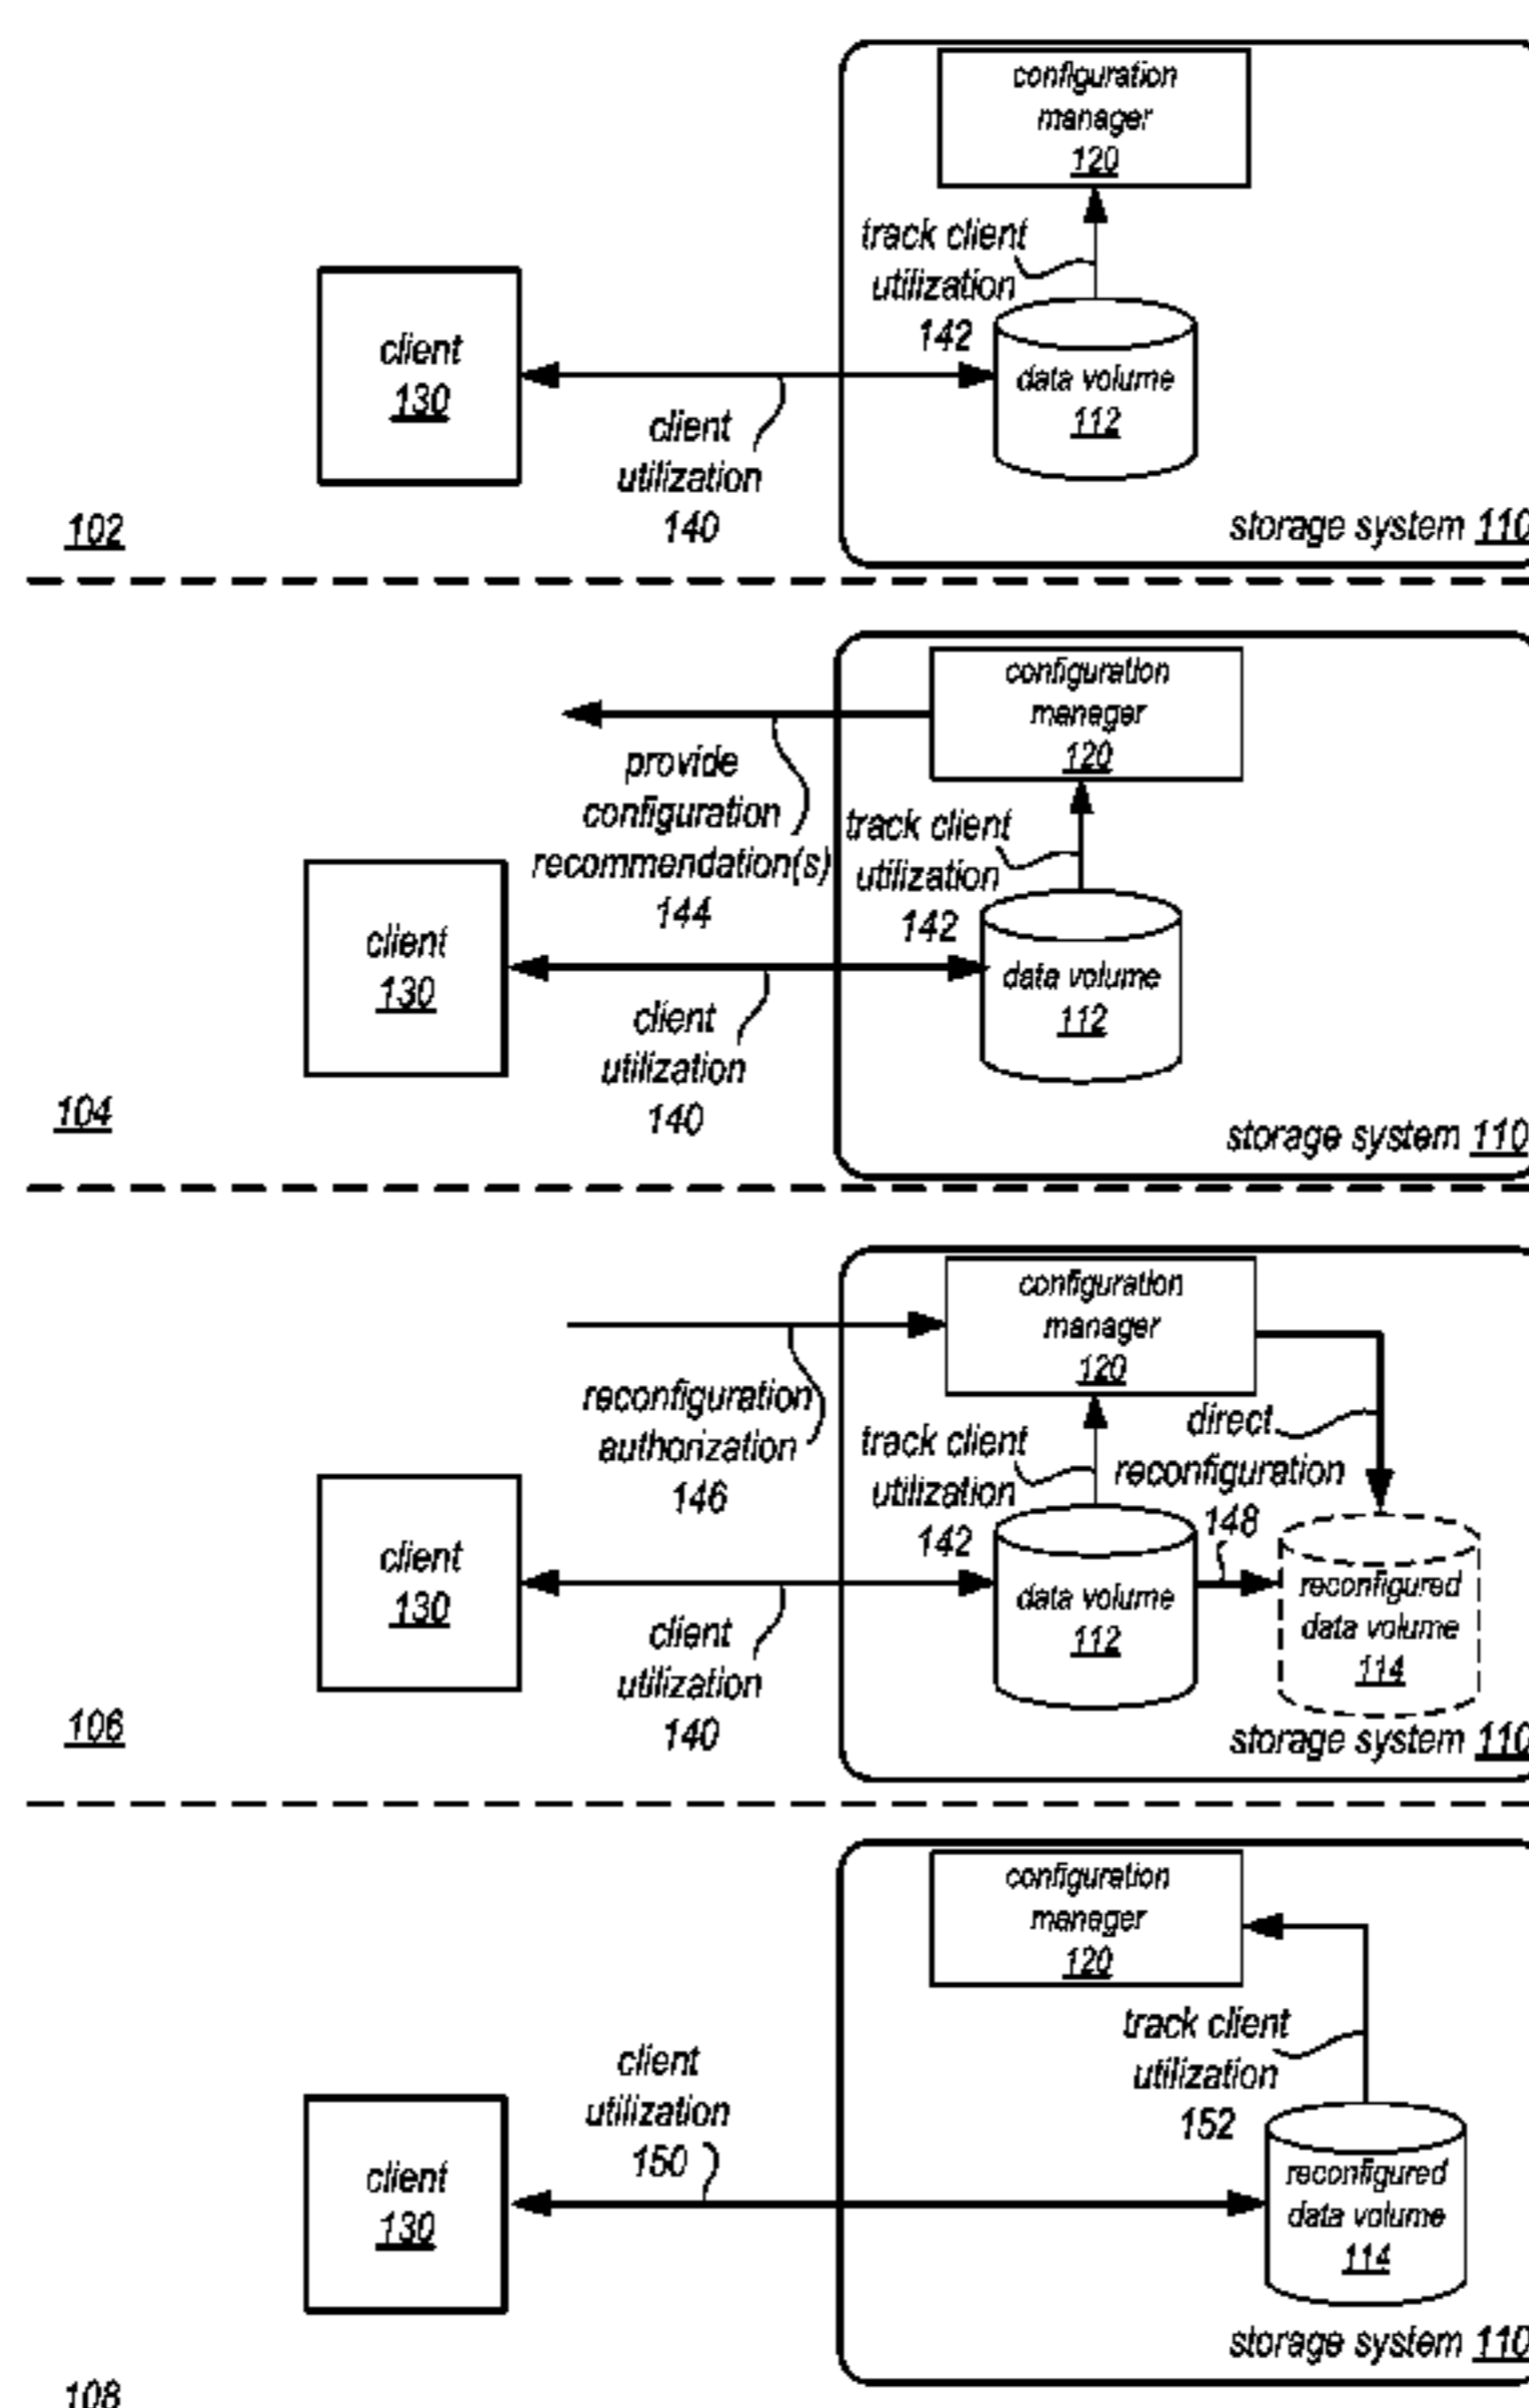 configuration
manager
120
track client
utilization
142
client
130
data volume
112
client
utilization
140
102
storage system 110
configuration
manager
120
provide
configuration
recommendation(s)
144
track client
utilization
142
client
130
data volume
112
client
utilization
140
104
storage system 110
configuration
manager
120
reconfiguration
authorization
146
track client
utilization
142
direct
reconfiguration
148
client
130
data volume
112
reconfigured
data volume
114
client
utilization
140
106
storage system 110
configuration
manager
120
track client
utilization
152
client
utilization
150
client
130
reconfigured
data volume
114
storage system 110
108